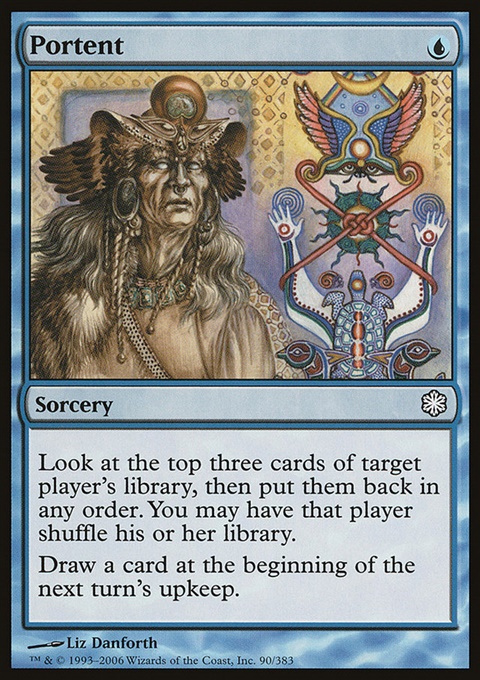 Portent
Sorcery
Look at the top three cards of target
player's library, then put them back in
any order. You may have that player
shuffle his or her library.
Draw a card at the beginning of the
next turn's upkeep.
Liz Danforth
™ & © 1993–2006 Wizards of the Coast, Inc. 90/383